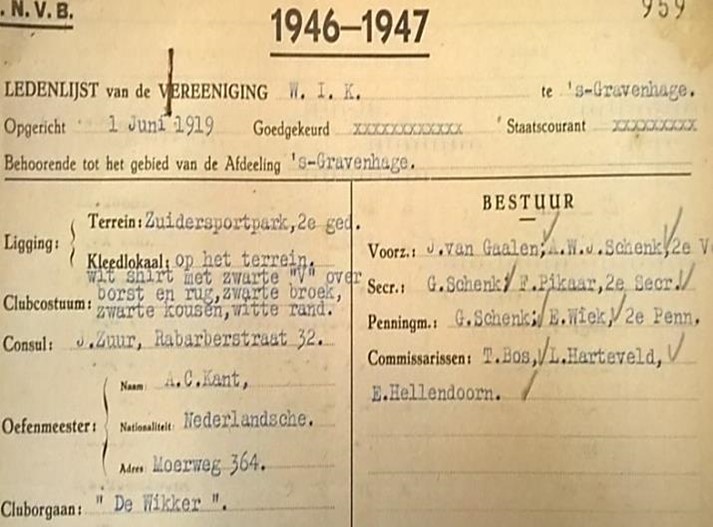 . N. V. B.
959
1946–1947
LEDENLIJST van de VEREENIGING W. I. K. te 's-Gravenhage.
Opgericht 1 Juni 1919 Goedgekeurd xxxxxxxxxxxx Staatscourant xxxxxxxxx
Behoorende tot het gebied van de Afdeeling 's-Gravenhage.
Ligging:
Terrein: Zuidersportpark, 2e ged.
Kleedlokaal: op het terrein.
Clubcostuum: wit shirt met zwarte "V" over
borst en rug, zwarte broek,
zwarte kousen, witte rand.
Consul: J.Zuur, Rabarberstraat 32.
Oefenmeester:
Naam: A.C.Kant,
Nationaliteit: Nederlandsche.
Adres Moerweg 364.
Cluborgaan: " De Wikker ".
BESTUUR
Voorz.: J.van Gaalen; A.W.J.Schenk, 2e V
Secr.: G.Schenk; F.Pikaar, 2e Secr.
Penningm.: G.Schenk; E.Wiek, 2e Penn.
Commissarissen: T.Bos, L.Harteveld,
E.Hellendoorn.